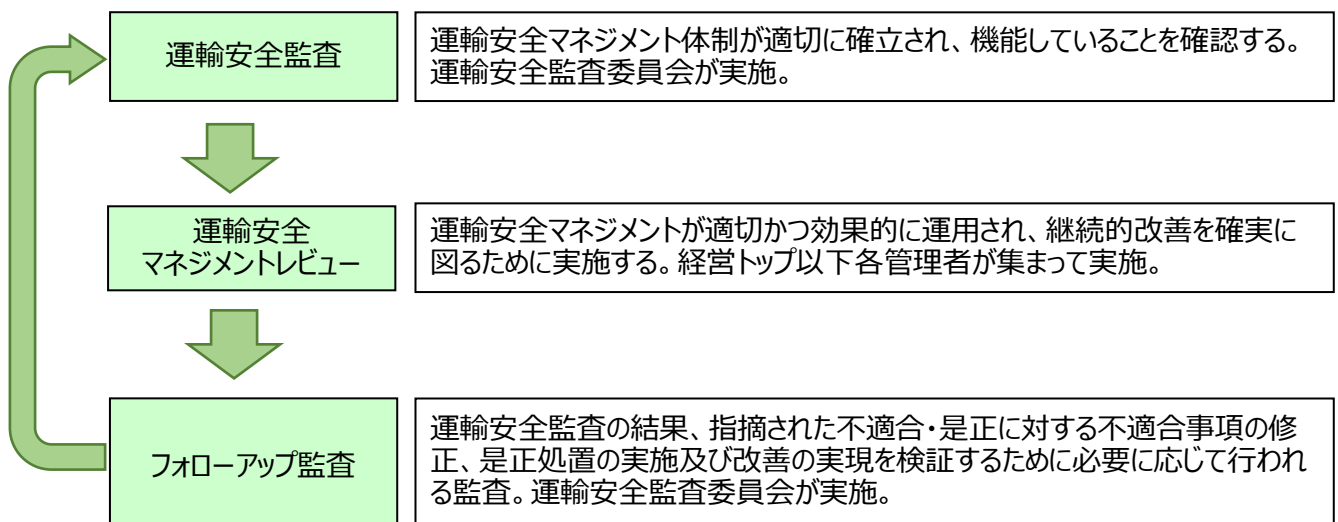 運輸安全監査
運輸安全マネジメント体制が適切に確立され、機能していることを確認する。
運輸安全監査委員会が実施。
運輸安全
マネジメントレビュー
運輸安全マネジメントが適切かつ効果的に運用され、継続的改善を確実に
図るために実施する。経営トップ以下各管理者が集まって実施。
フォローアップ監査
運輸安全監査の結果、指摘された不適合・是正に対する不適合事項の修
正、是正処置の実施及び改善の実現を検証するために必要に応じて行われ
る監査。運輸安全監査委員会が実施。